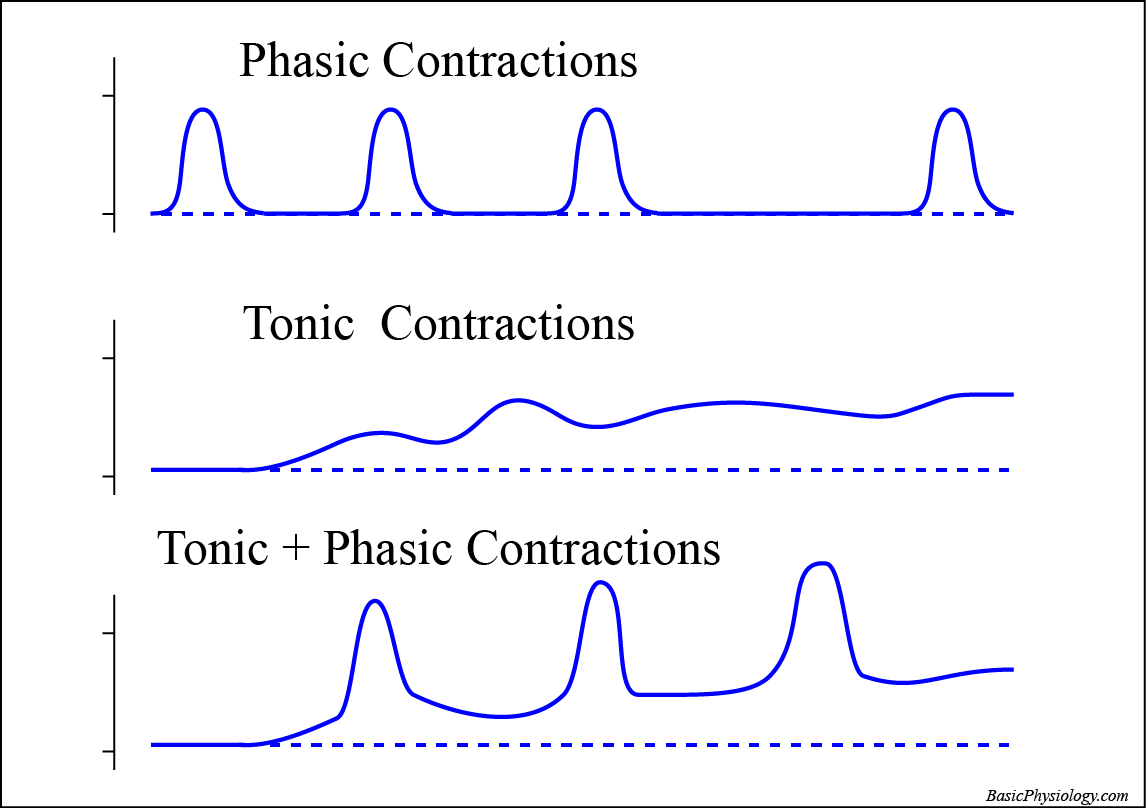 Phasic Contractions
Tonic  Contractions
Tonic + Phasic Contractions
BasicPhysiology.com